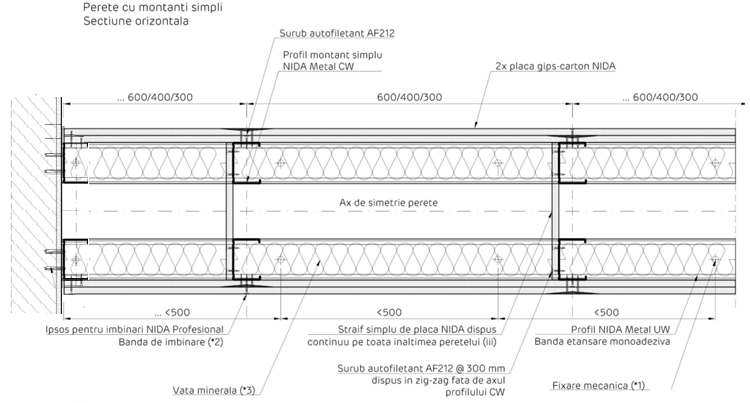 Perete cu montanti simpli
Sectiune orizontala
Surub autofiletant AF212
Profil montant simplu
NIDA Metal CW
2x placa gips-carton NIDA
... 600/400/300
600/400/300
... 600/400/300
Ax de simetrie perete
... <500
<500
<500
Ipsos pentru imbinari NIDA Profesional
Banda de imbinare (*2)
Straif simplu de placa NIDA dispus
continuu pe toata inaltimea peretelui (iii)
Profil NIDA Metal UW
Banda etansare monoadeziva
Surub autofiletant AF212 @ 300 mm
dispus in zig-zag fata de axul
profilului CW
Vata minerala (*3)
Fixare mecanica (*1)